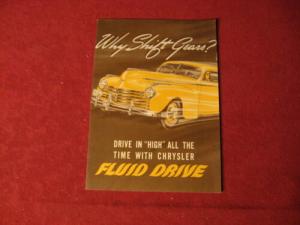 Why Shift Gears?
DRIVE IN "HIGH" ALL THE
TIME WITH CHRYSLER
FLUID DRIVE